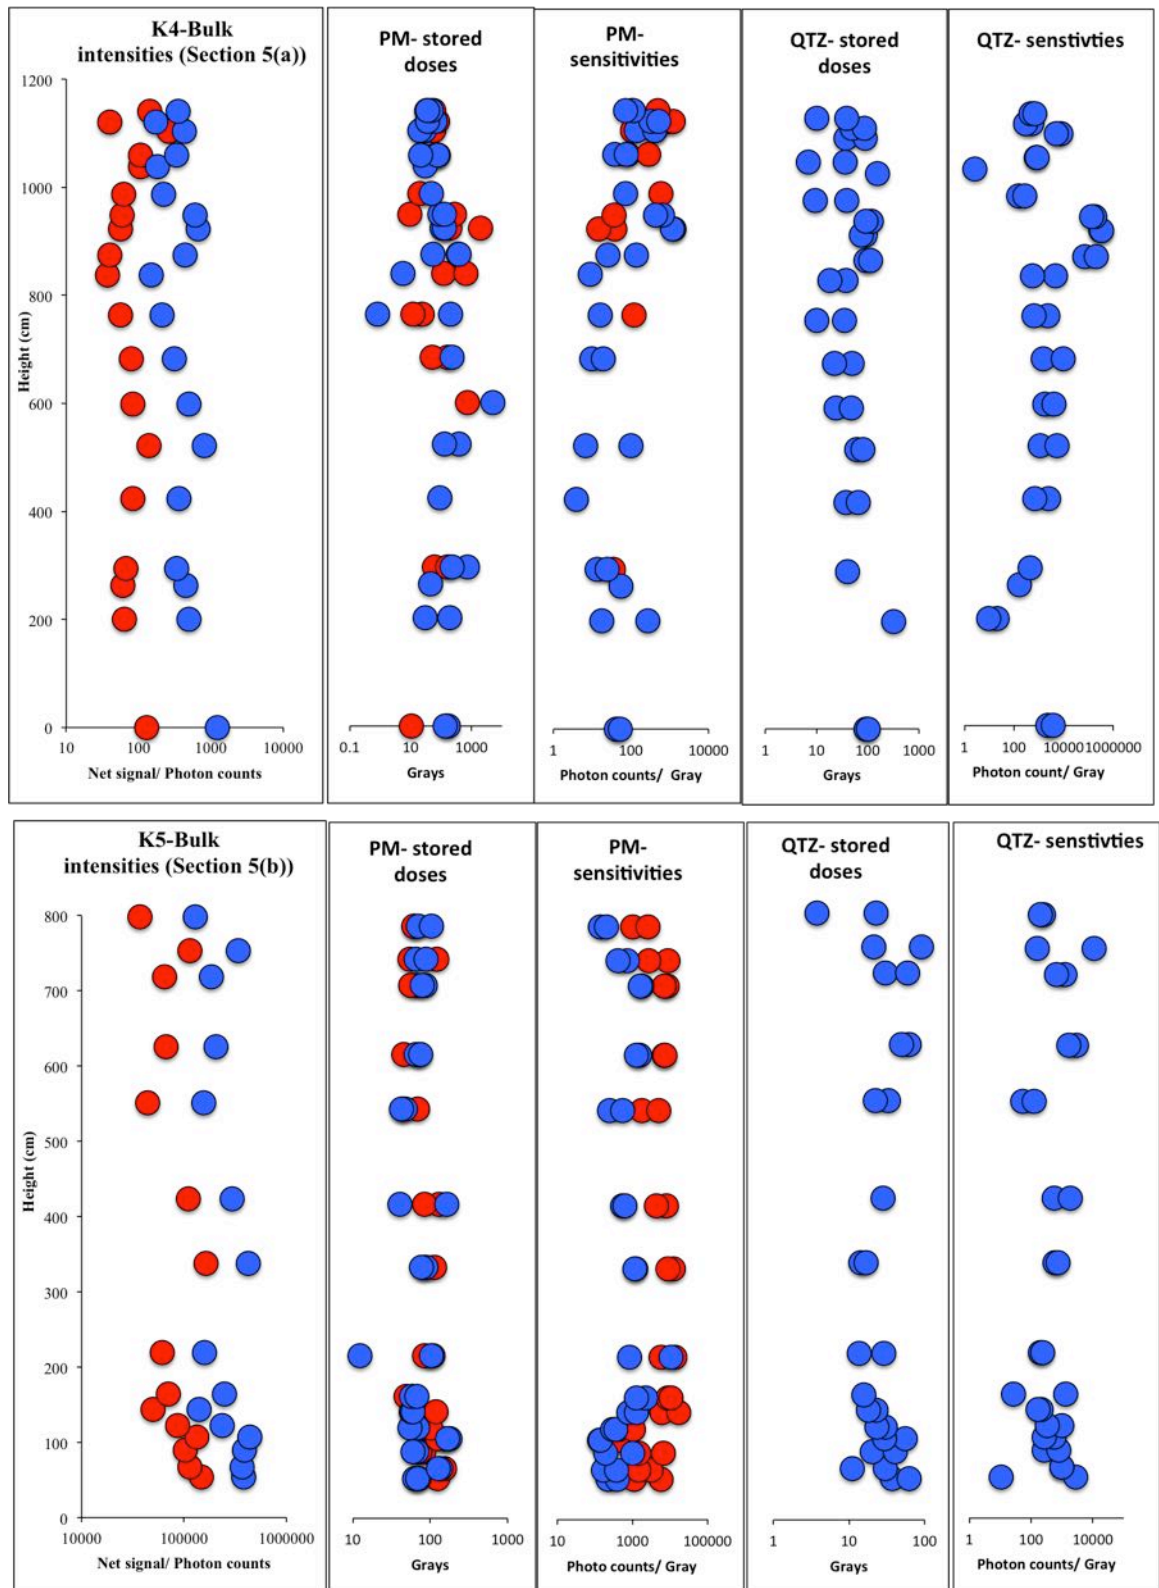 K4-Bulk
intensities (Section 5(a))
PM- stored
doses
PM-
sensitivities
QTZ- stored
doses
QTZ- senstivties
1200
1000
800
600
400
200
0
Height (cm)
10 100 1000 10000
Net signal/ Photon counts
0.1 10 1000
Grays
1 100 10000
Photon counts/ Gray
1 10 100 1000
Grays
1 100 10000 1000000
Photon count/ Gray
K5-Bulk
intensities (Section 5(b))
PM- stored
doses
PM-
sensitivities
QTZ- stored
doses
QTZ- senstivties
800
700
600
500
400
300
200
100
0
Height (cm)
10000 100000 1000000
Net signal/ Photon counts
10 100 1000
Grays
10 1000 100000
Photo counts/ Gray
1 10 100
Grays
1 100 10000
Photon counts/ Gray